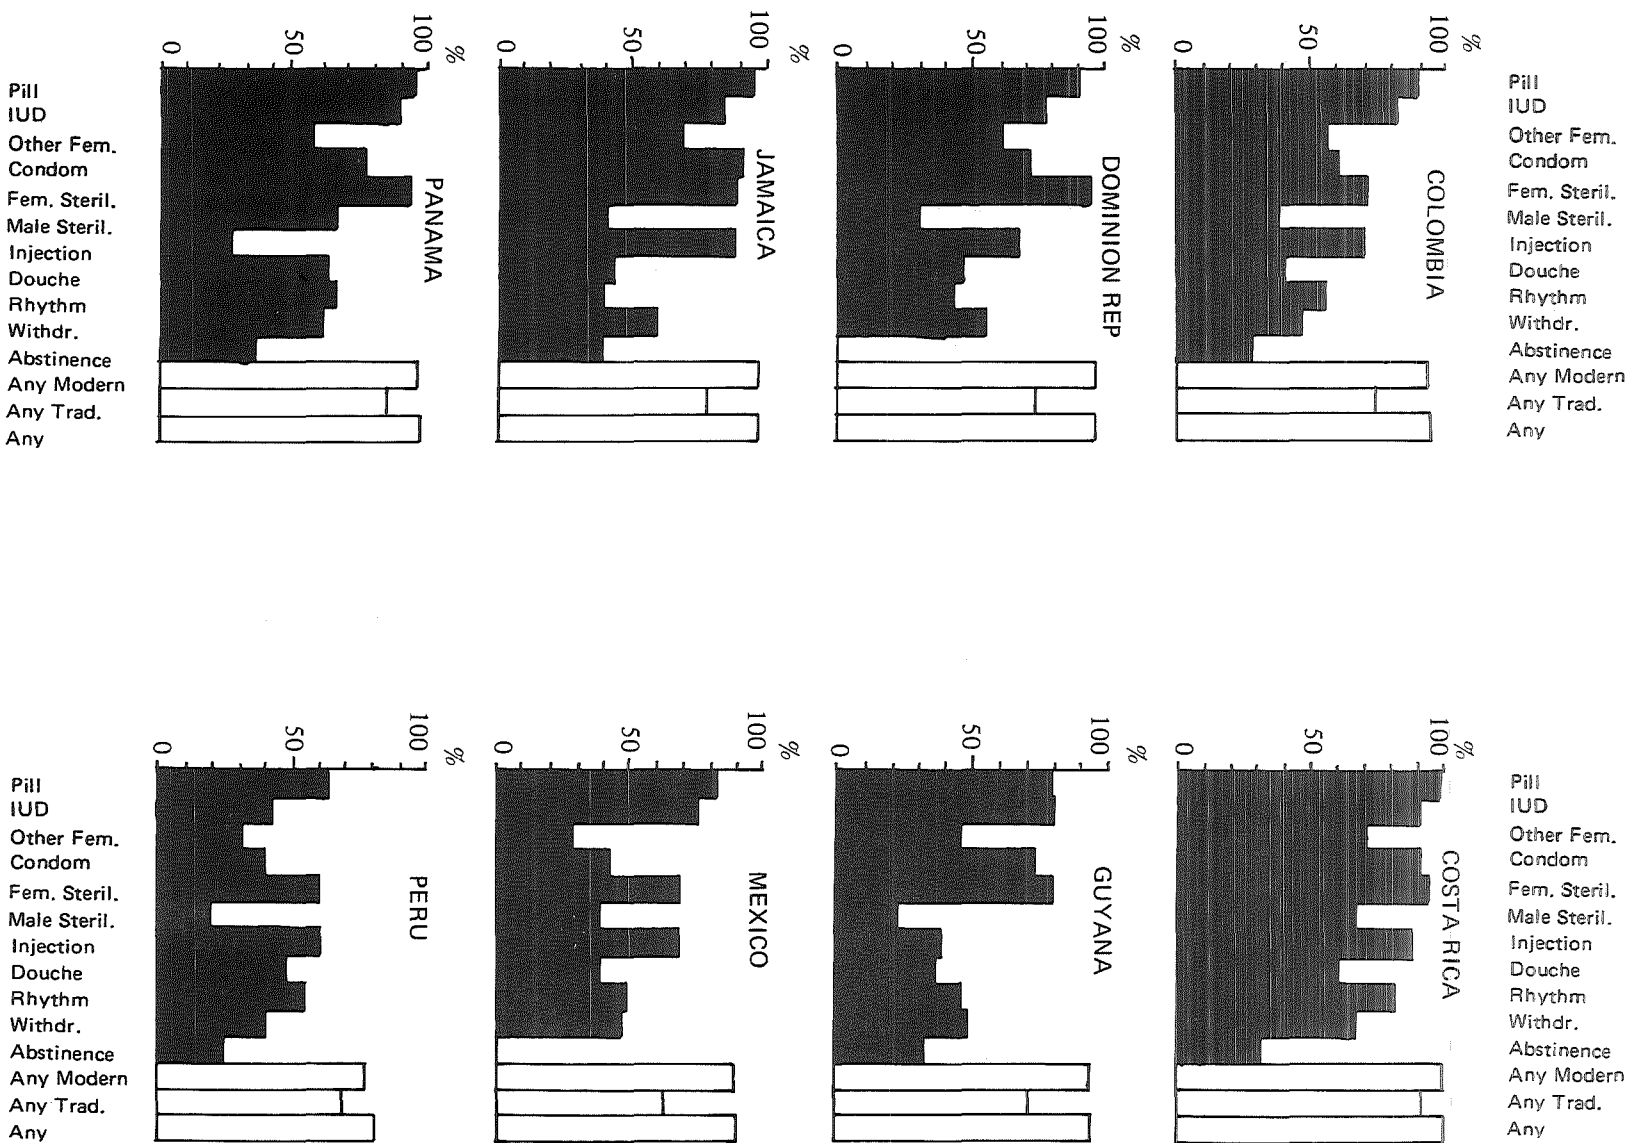 0 50 100 %
PANAMA
0 50 100 %
JAMAICA
0 50 100 %
DOMINION REP
0 50 100 %
COLOMBIA
Pill
IUD
Other Fem.
Condom
Fem. Steril.
Male Steril.
Injection
Douche
Rhythm
Withdr.
Abstinence
Any Modern
Any Trad.
Any
Pill
IUD
Other Fem.
Condom
Fem. Steril.
Male Steril.
Injection
Douche
Rhythm
Withdr.
Abstinence
Any Modern
Any Trad.
Any
0 50 100 %
PERU
0 50 100 %
MEXICO
0 50 100 %
GUYANA
0 50 100 %
COSTA RICA
Pill
IUD
Other Fem.
Condom
Fem. Steril.
Male Steril.
Injection
Douche
Rhythm
Withdr.
Abstinence
Any Modern
Any Trad.
Any
Pill
IUD
Other Fem.
Condom
Fem. Steril.
Male Steril.
Injection
Douche
Rhythm
Withdr.
Abstinence
Any Modern
Any Trad.
Any